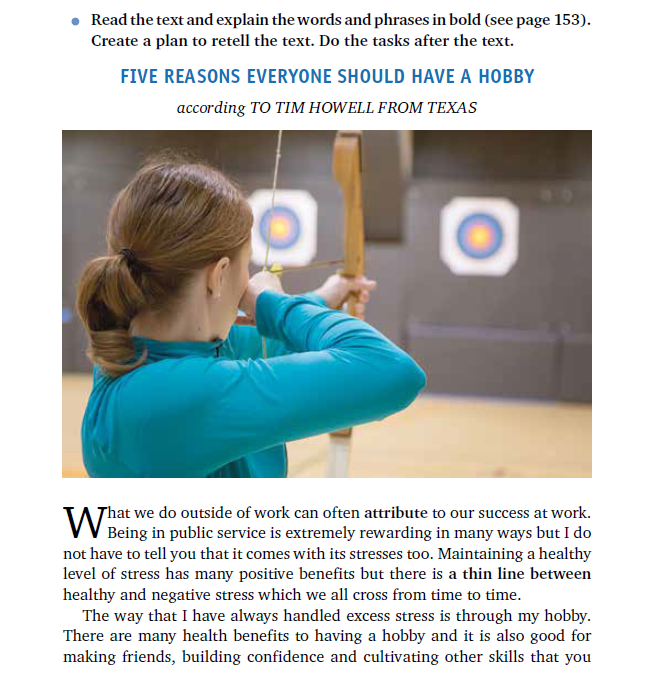 • Read the text and explain the words and phrases in bold (see page 153).
Create a plan to retell the text. Do the tasks after the text.
FIVE REASONS EVERYONE SHOULD HAVE A HOBBY
according TO TIM HOWELL FROM TEXAS
What we do outside of work can often attribute to our success at work.
Being in public service is extremely rewarding in many ways but I do
not have to tell you that it comes with its stresses too. Maintaining a healthy
level of stress has many positive benefits but there is a thin line between
healthy and negative stress which we all cross from time to time.
The way that I have always handled excess stress is through my hobby.
There are many health benefits to having a hobby and it is also good for
making friends, building confidence and cultivating other skills that you